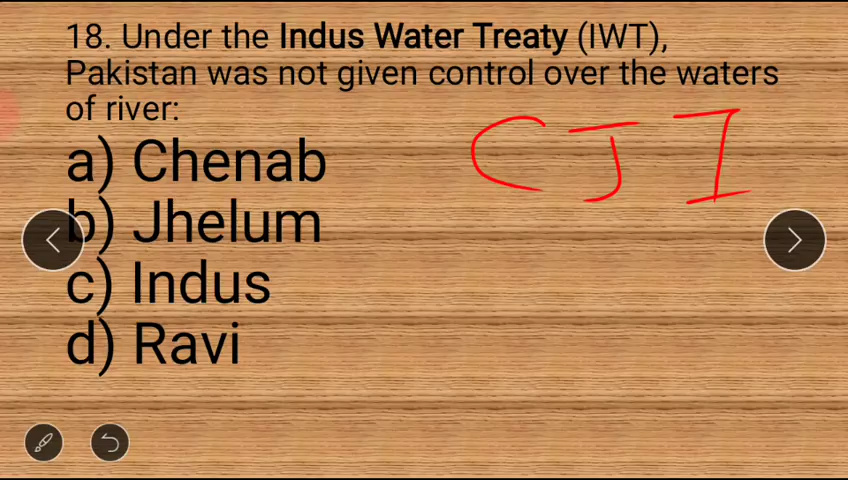 18. Under the Indus Water Treaty (IWT),
Pakistan was not given control over the waters
of river:
a) Chenab
b) Jhelum
c) Indus
d) Ravi
C J I